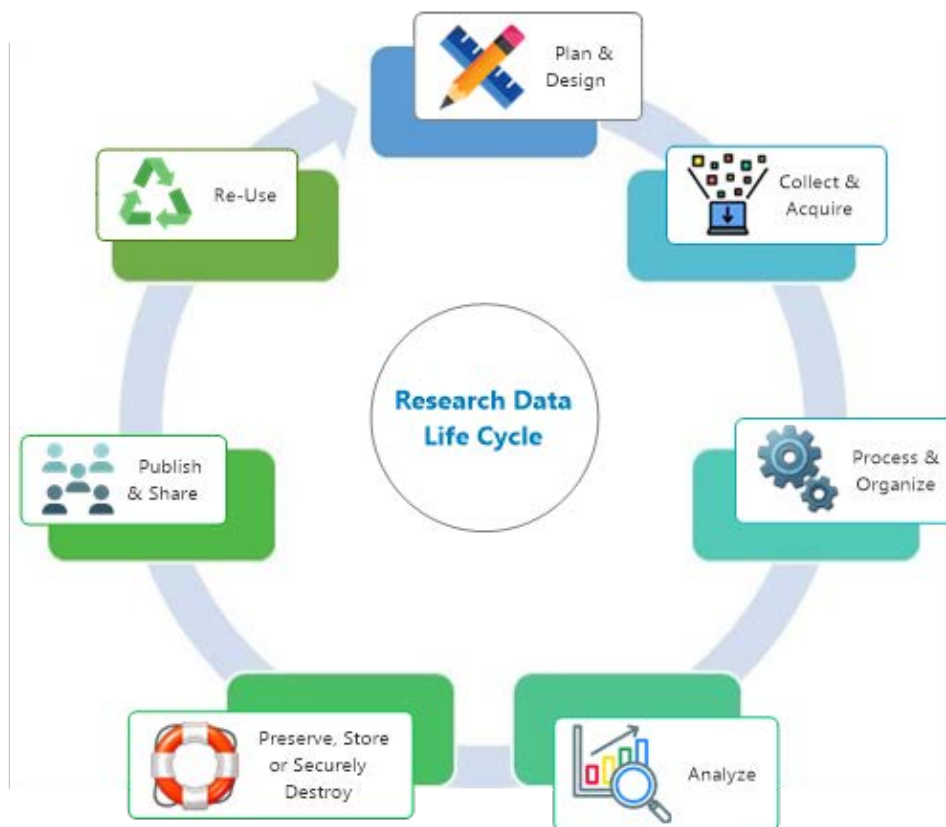 Plan &
Design
Collect &
Acquire
Process &
Organize
Analyze
Preserve, Store
or Securely
Destroy
Publish
& Share
Re-Use
Research Data
Life Cycle